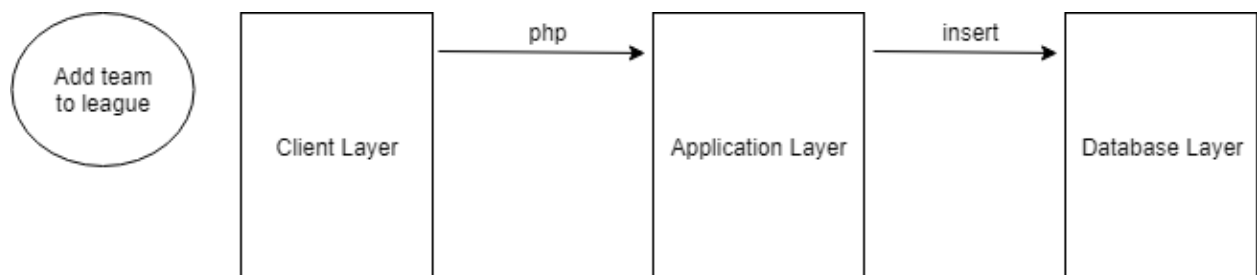 Add team
to league
Client Layer
php
Application Layer
insert
Database Layer